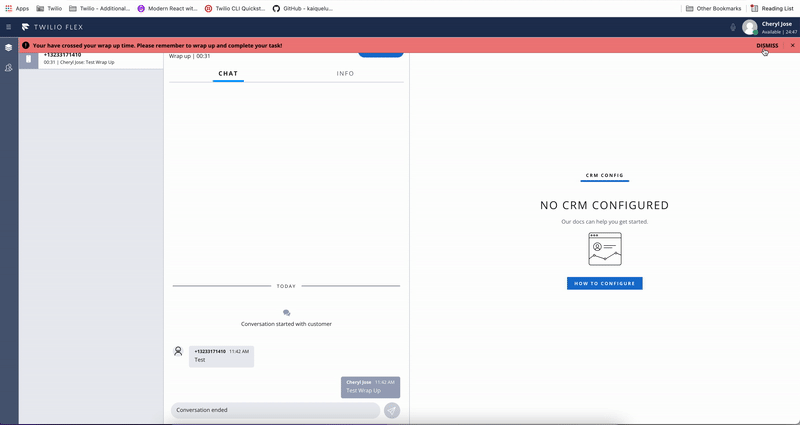 Apps
Twilio
Twilio - Additional...
Modern React wit...
Twilio CLI Quickst...
GitHub - kaiquelu...
Other Bookmarks
Reading List
TWILIO FLEX
Cheryl Jose
Available | 24:47
Your have crossed your wrap up time. Please remember to wrap up and complete your task!
DISMISS
+13233171410
00:31 | Cheryl Jose: Test Wrap Up
Wrap up | 00:31
CHAT
INFO
TODAY
Conversation started with customer
+13233171410 11:42 AM
Test
Cheryl Jose 11:42 AM
Test Wrap Up
Conversation ended
CRM CONFIG
NO CRM CONFIGURED
Our docs can help you get started.
HOW TO CONFIGURE